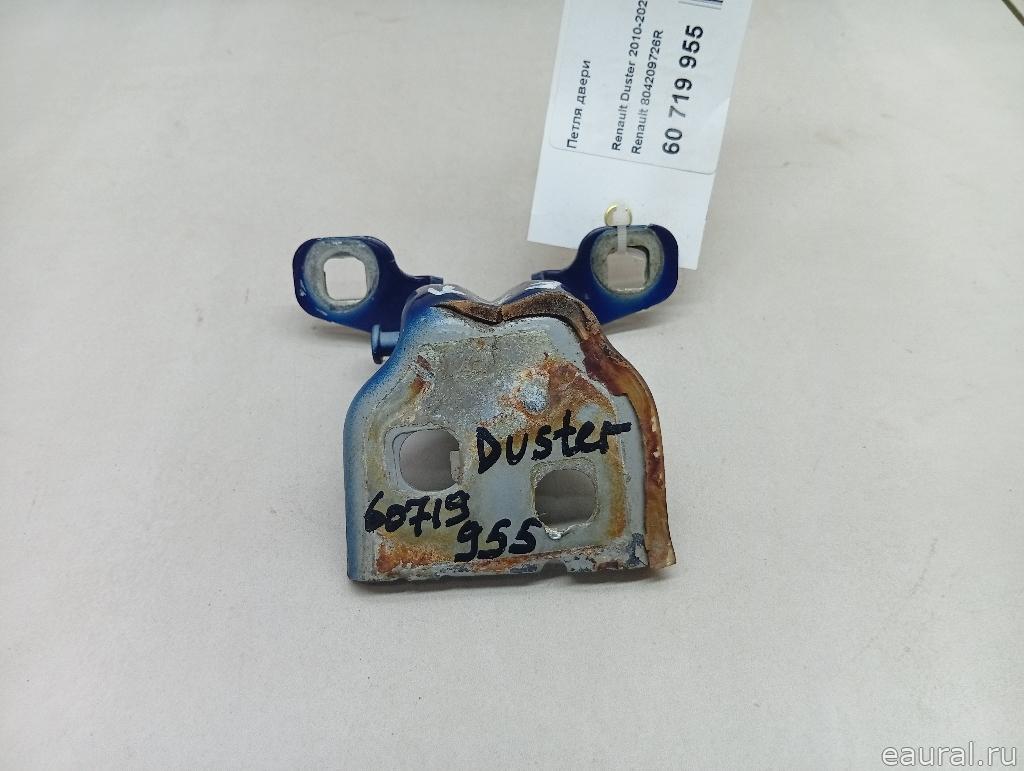 Петля двери
Renault Duster 2010-202
Renault 804209726R
60 719 955
Duster
60719
955
eaural.ru